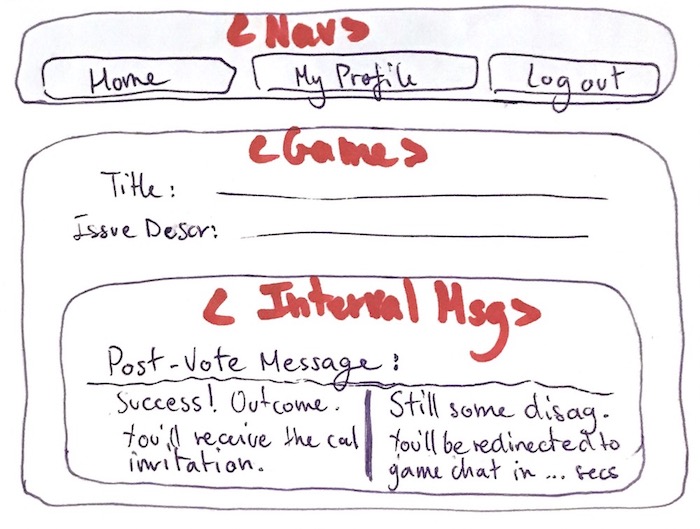 <Nav>
Home My Profile Log out
<Game>
Title:
Issue Descr:
<Interval Msg>
Post-Vote Message:
Success! Outcome.
You'll receive the cal
invitation.
Still some disag.
You'll be redirected to
game chat in ... secs